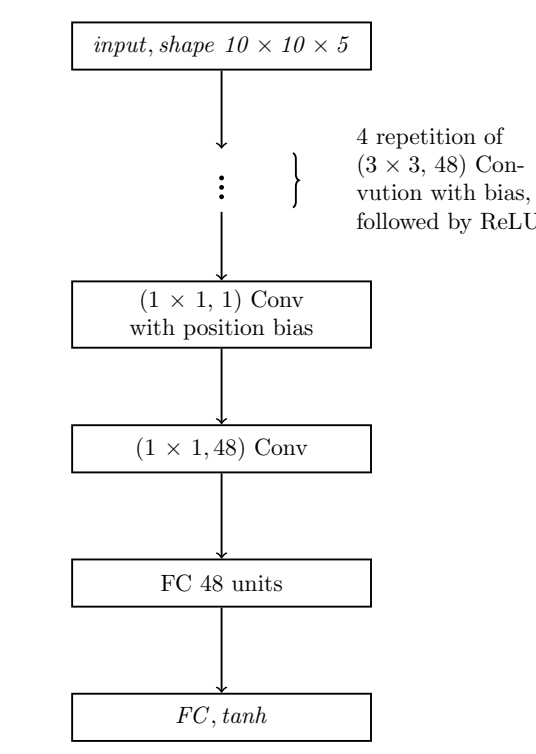 input, shape 10 × 10 × 5
4 repetition of
(3 × 3, 48) Con-
vution with bias,
followed by ReLU
(1 × 1, 1) Conv
with position bias
(1 × 1, 48) Conv
FC 48 units
FC, tanh